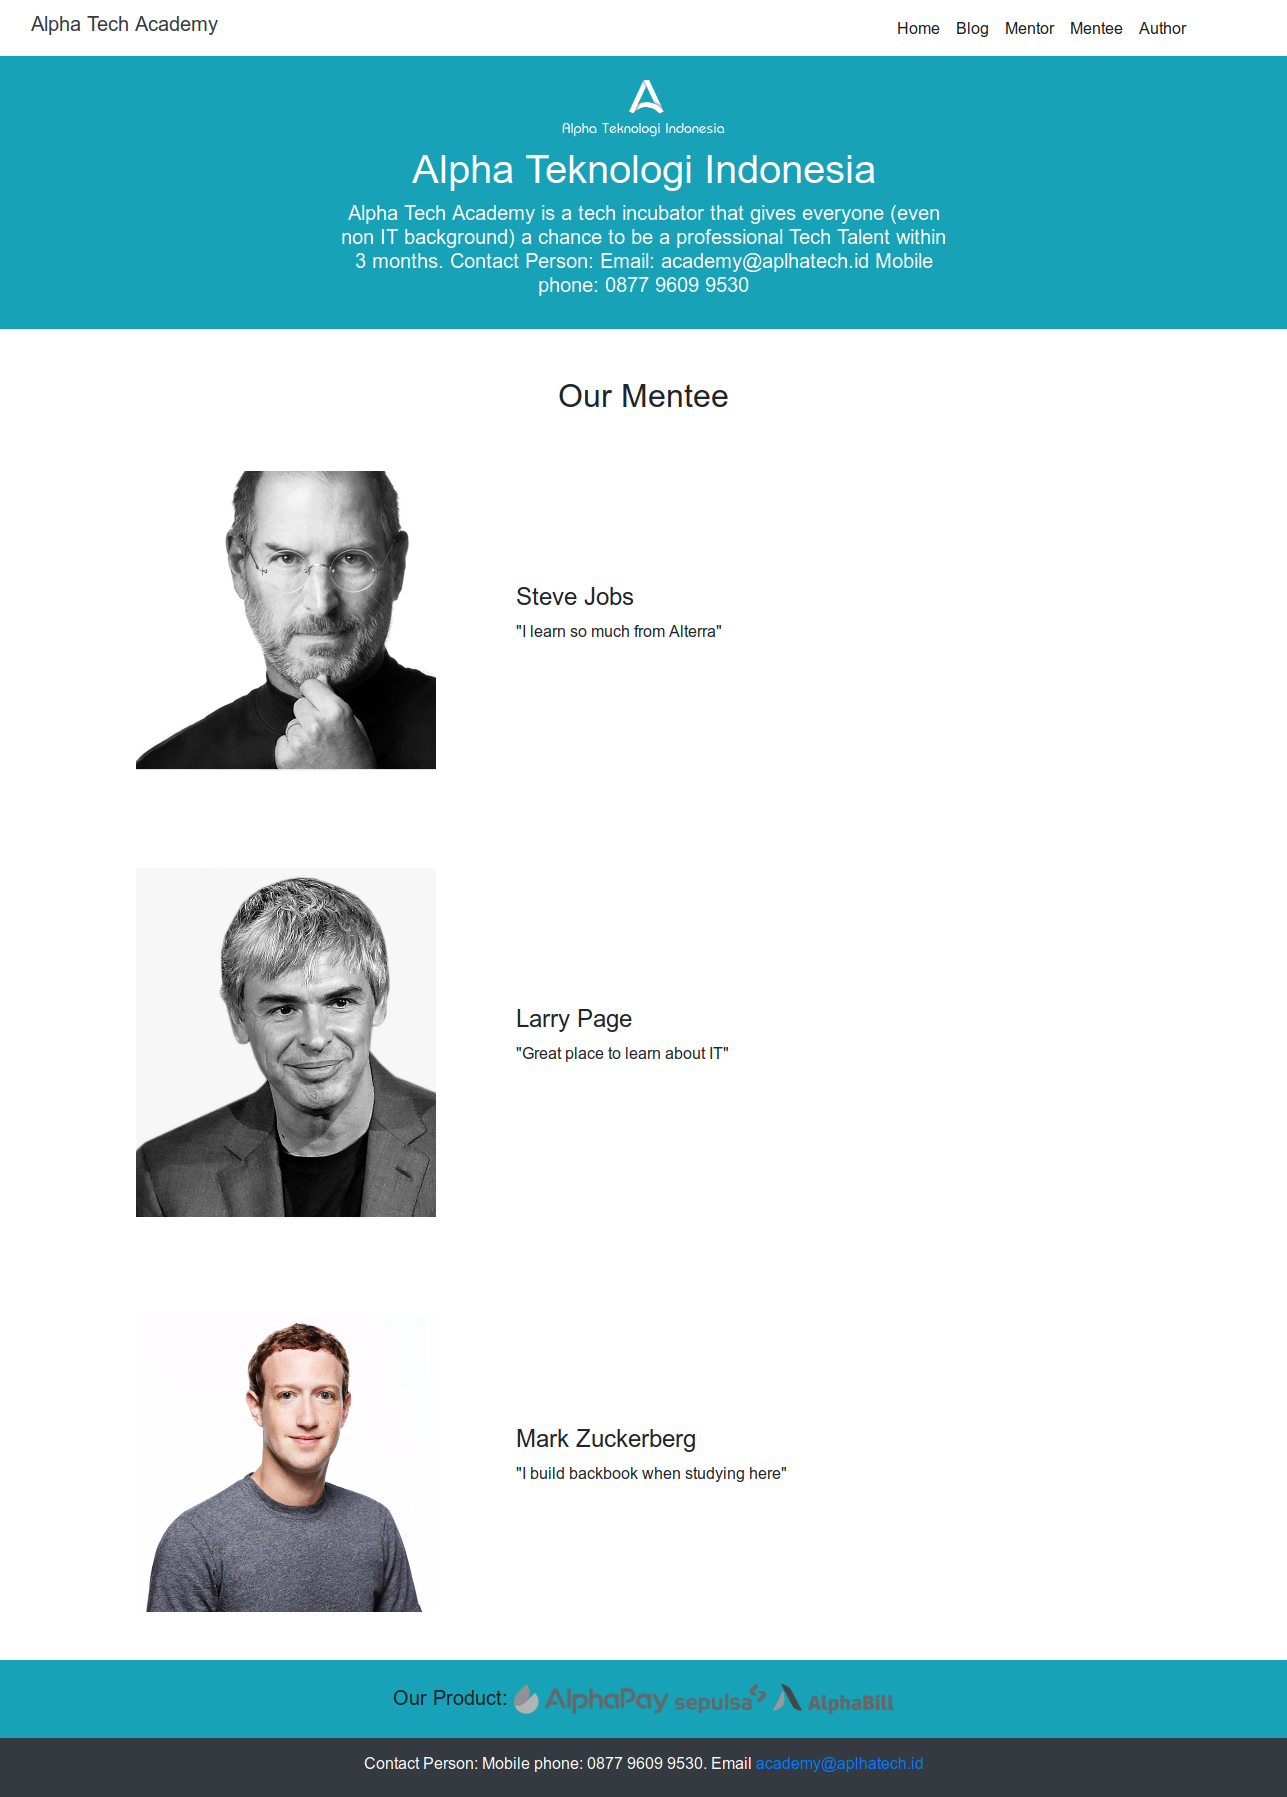 Alpha Tech Academy
Home Blog Mentor Mentee Author
Alpha Teknologi Indonesia
Alpha Teknologi Indonesia
Alpha Tech Academy is a tech incubator that gives everyone (even
non IT background) a chance to be a professional Tech Talent within
3 months. Contact Person: Email: academy@aplhatech.id Mobile
phone: 0877 9609 9530
Our Mentee
Steve Jobs
"I learn so much from Alterra"
Larry Page
"Great place to learn about IT"
Mark Zuckerberg
"I build backbook when studying here"
Our Product: AlphaPay sepulsa AlphaBill
Contact Person: Mobile phone: 0877 9609 9530. Email academy@aplhatech.id